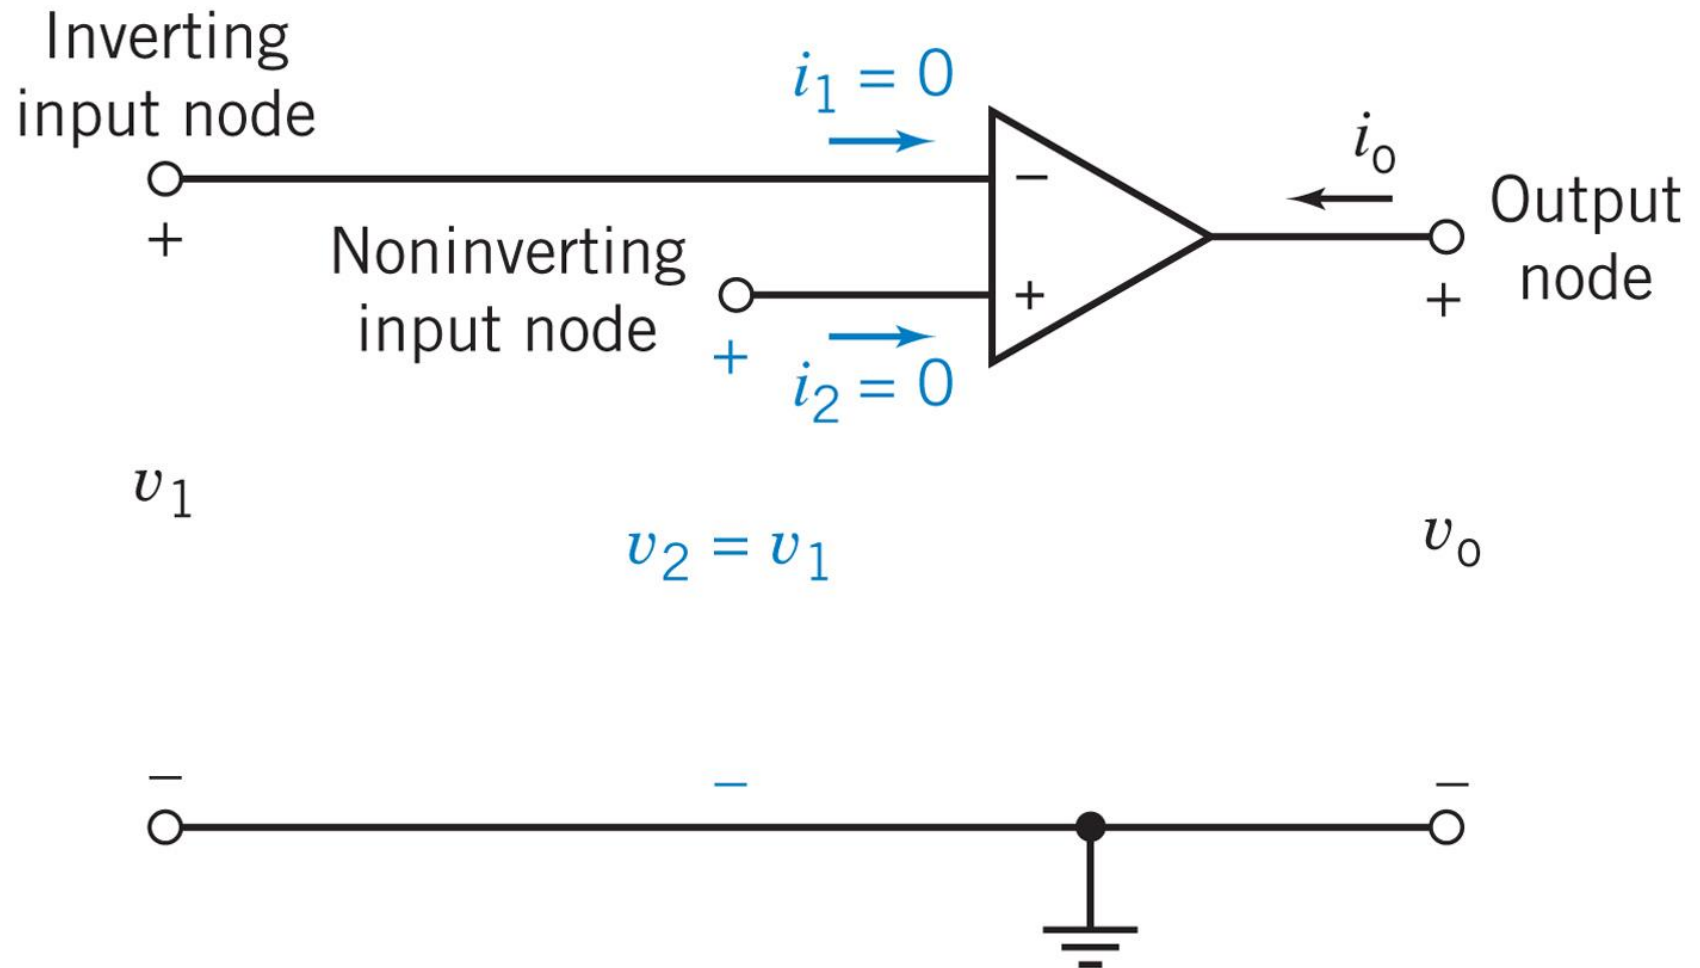 Inverting
input node
+
Noninverting
input node
+
i₁ = 0
i₂ = 0
−
+
iₒ
Output
node
+
v₁
v₂ = v₁
vₒ
−
−
−